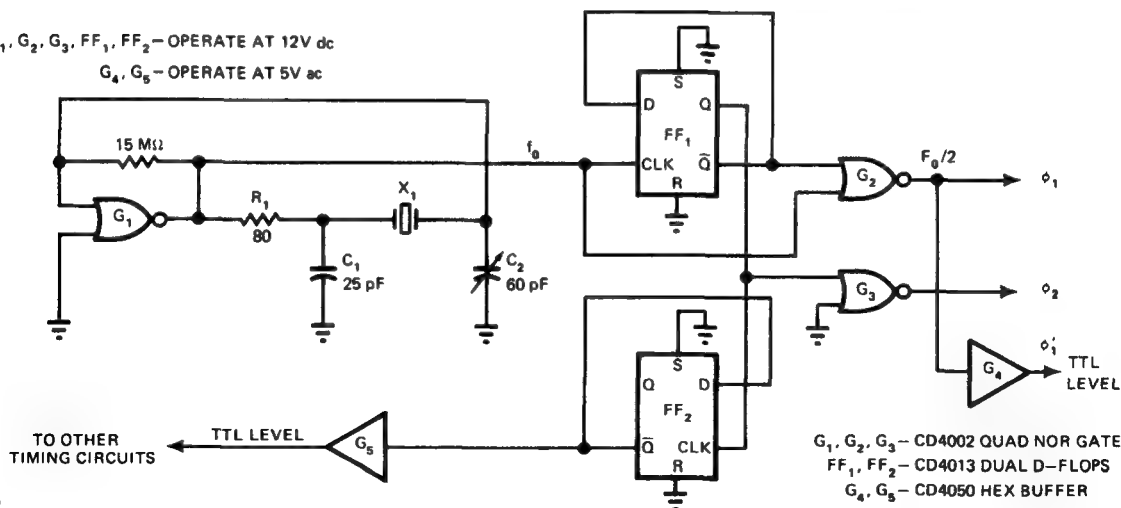 1, G2, G3, FF1, FF2–OPERATE AT 12V dc
G4, G5–OPERATE AT 5V ac
15 MΩ
G1
R1
80
C1
25 pF
X1
C2
60 pF
f0
S
D
Q
FF1
CLK
Q̅
R
G2
F0/2
ϕ1
G3
ϕ2
G4
ϕ1′
TTL
LEVEL
S
Q
D
FF2
Q̅
CLK
R
G5
TTL LEVEL
TO OTHER
TIMING CIRCUITS
G1, G2, G3–CD4002 QUAD NOR GATE
FF1, FF2–CD4013 DUAL D–FLOPS
G4, G5–CD4050 HEX BUFFER